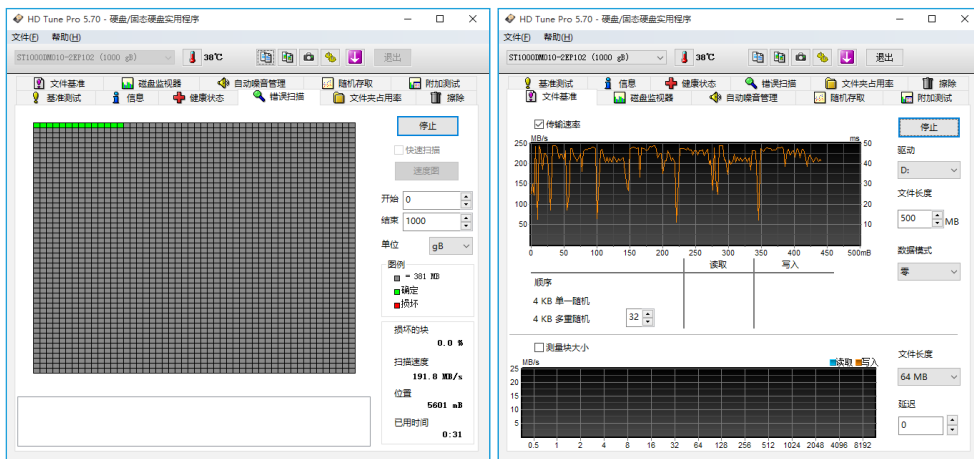 HD Tune Pro 5.70 - 硬盘/固态硬盘实用程序
文件(F) 帮助(H)
ST1000DM010-2EP102 (1000 gB)
38℃
退出
文件基准 磁盘监视器 自动噪音管理 随机存取 附加测试
基准测试 信息 健康状态 错误扫描 文件夹占用率 擦除
停止
快速扫描
速度图
开始 0
结束 1000
单位 gB
图例
= 381 MB
确定
损坏
损坏的块
0.0 %
扫描速度
191.8 MB/s
位置
5601 mB
已用时间
0:31
HD Tune Pro 5.70 - 硬盘/固态硬盘实用程序
文件(F) 帮助(H)
ST1000DM010-2EP102 (1000 gB)
38℃
退出
基准测试 信息 健康状态 错误扫描 文件夹占用率 擦除
文件基准 磁盘监视器 自动噪音管理 随机存取 附加测试
传输速率
MB/s ms
250 50
200 40
150 30
100 20
50 10
0 50 100 150 200 250 300 350 400 450 500mB
读取 写入
顺序
4 KB 单一随机
4 KB 多重随机 32
停止
驱动
D:
文件长度
500 MB
数据模式
零
测量块大小
MB/s 读取 写入
25
20
15
10
5
0.5 1 2 4 8 16 32 64 128 256 512 1024 2048 4096 8192
文件长度
64 MB
延迟
0